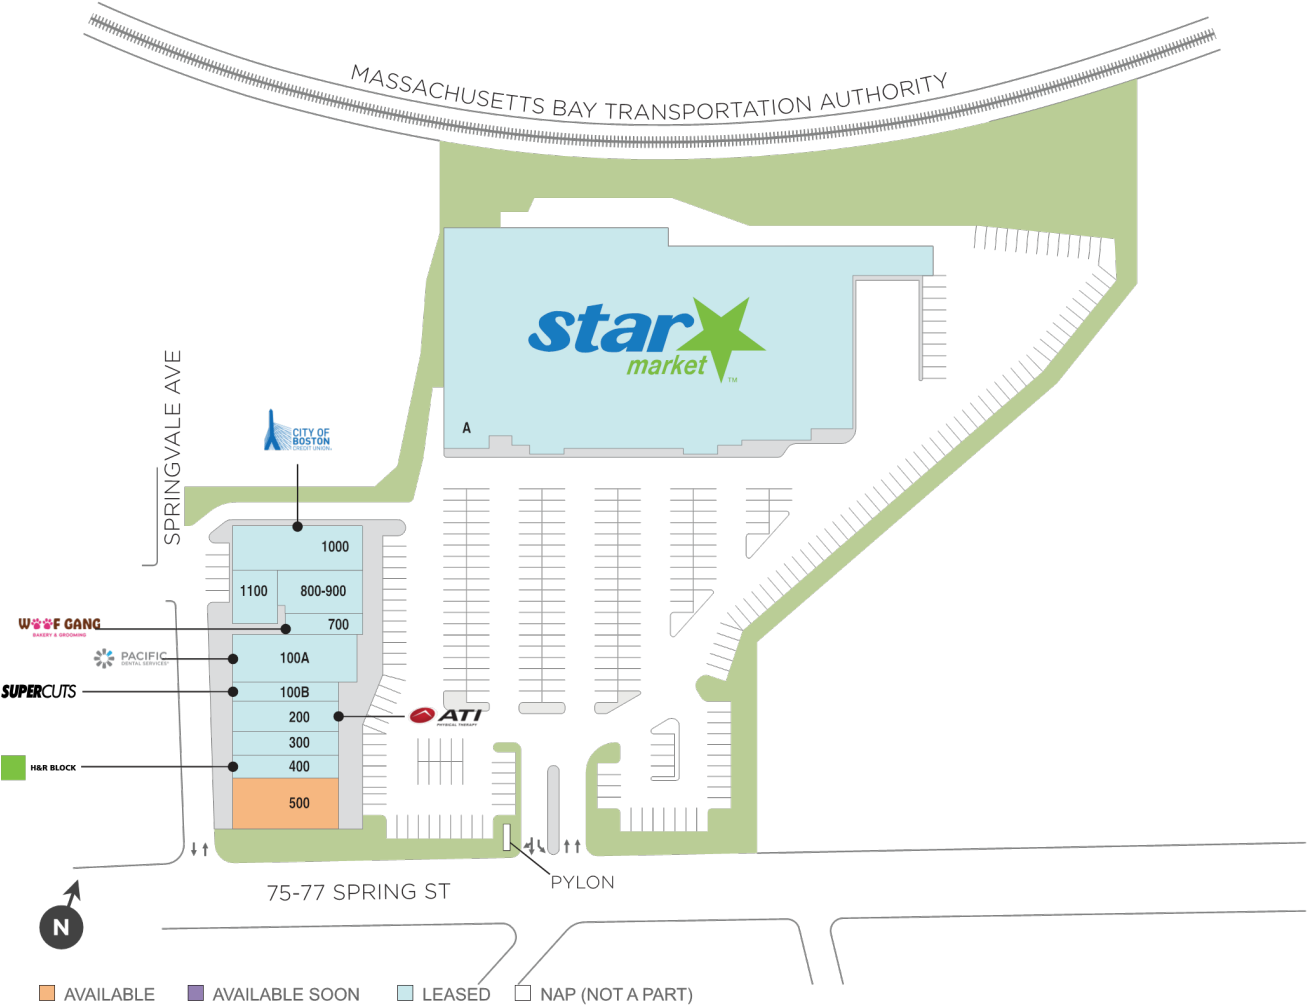 MASSACHUSETTS BAY TRANSPORTATION AUTHORITY
star
market
™
A
SPRINGVALE AVE
CITY OF
BOSTON
CREDIT UNION
1000
1100
800-900
700
WOOF GANG
BAKERY & GROOMING
PACIFIC
DENTAL SERVICES
100A
SUPERCUTS
100B
200
ATI
PHYSICAL THERAPY
300
H&R BLOCK
400
500
PYLON
75-77 SPRING ST
N
AVAILABLE
AVAILABLE SOON
LEASED
NAP (NOT A PART)